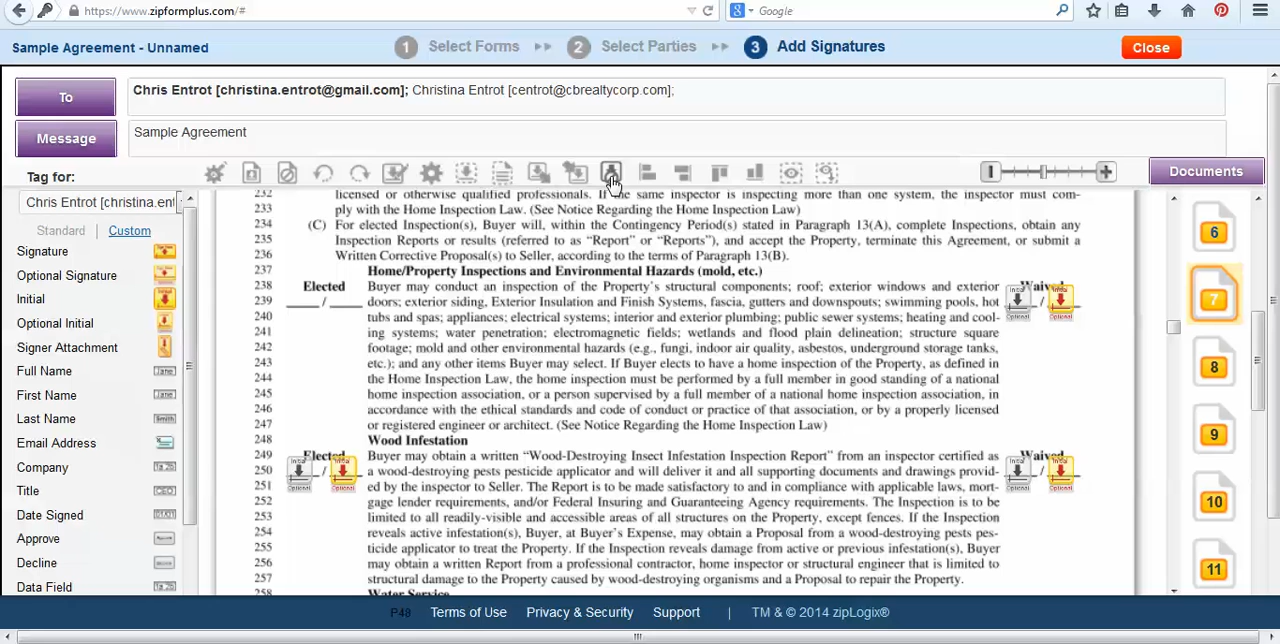 https://www.zipformplus.com/#
Google
Sample Agreement - Unnamed
1 Select Forms
2 Select Parties
3 Add Signatures
Close
To
Chris Entrot [christina.entrot@gmail.com]; Christina Entrot [centrot@cbrealtycorp.com];
Message
Sample Agreement
Tag for:
Documents
Chris Entrot [christina.ent
Standard | Custom
Signature
Optional Signature
Initial
Optional Initial
Signer Attachment
Full Name
First Name
Last Name
Email Address
Company
Title
Date Signed
Approve
Decline
Data Field
232 licensed or otherwise qualified professionals. If the same inspector is inspecting more than one system, the inspector must com-
233 ply with the Home Inspection Law. (See Notice Regarding the Home Inspection Law)
234 (C) For elected Inspection(s), Buyer will, within the Contingency Period(s) stated in Paragraph 13(A), complete Inspections, obtain any
235 Inspection Reports or results (referred to as “Report” or “Reports”), and accept the Property, terminate this Agreement, or submit a
236 Written Corrective Proposal(s) to Seller, according to the terms of Paragraph 13(B).
237 Home/Property Inspections and Environmental Hazards (mold, etc.)
238 Elected Buyer may conduct an inspection of the Property’s structural components; roof; exterior windows and exterior Waived
239 ____ / ____ doors; exterior siding, Exterior Insulation and Finish Systems, fascia, gutters and downspouts; swimming pools, hot /
240 tubs and spas; appliances; electrical systems; interior and exterior plumbing; public sewer systems; heating and cool-
241 ing systems; water penetration; electromagnetic fields; wetlands and flood plain delineation; structure square
242 footage; mold and other environmental hazards (e.g., fungi, indoor air quality, asbestos, underground storage tanks,
243 etc.); and any other items Buyer may select. If Buyer elects to have a home inspection of the Property, as defined in
244 the Home Inspection Law, the home inspection must be performed by a full member in good standing of a national
245 home inspection association, or a person supervised by a full member of a national home inspection association, in
246 accordance with the ethical standards and code of conduct or practice of that association, or by a properly licensed
247 or registered engineer or architect. (See Notice Regarding the Home Inspection Law)
248 Wood Infestation
249 Elected Buyer may obtain a written “Wood-Destroying Insect Infestation Inspection Report” from an inspector certified as Waived
250 / a wood-destroying pests pesticide applicator and will deliver it and all supporting documents and drawings provid- /
251 ed by the inspector to Seller. The Report is to be made satisfactory to and in compliance with applicable laws, mort-
252 gage lender requirements, and/or Federal Insuring and Guaranteeing Agency requirements. The Inspection is to be
253 limited to all readily-visible and accessible areas of all structures on the Property, except fences. If the Inspection
254 reveals active infestation(s), Buyer, at Buyer’s Expense, may obtain a Proposal from a wood-destroying pests pes-
255 ticide applicator to treat the Property. If the Inspection reveals damage from active or previous infestation(s), Buyer
256 may obtain a written Report from a professional contractor, home inspector or structural engineer that is limited to
257 structural damage to the Property caused by wood-destroying organisms and a Proposal to repair the Property.
258 Water Service
Initial Optional
Initial Optional
Initial Optional
Initial Optional
Initial Optional
Initial Optional
6
7
8
9
10
11
P48 Terms of Use Privacy & Security Support | TM & © 2014 zipLogix®